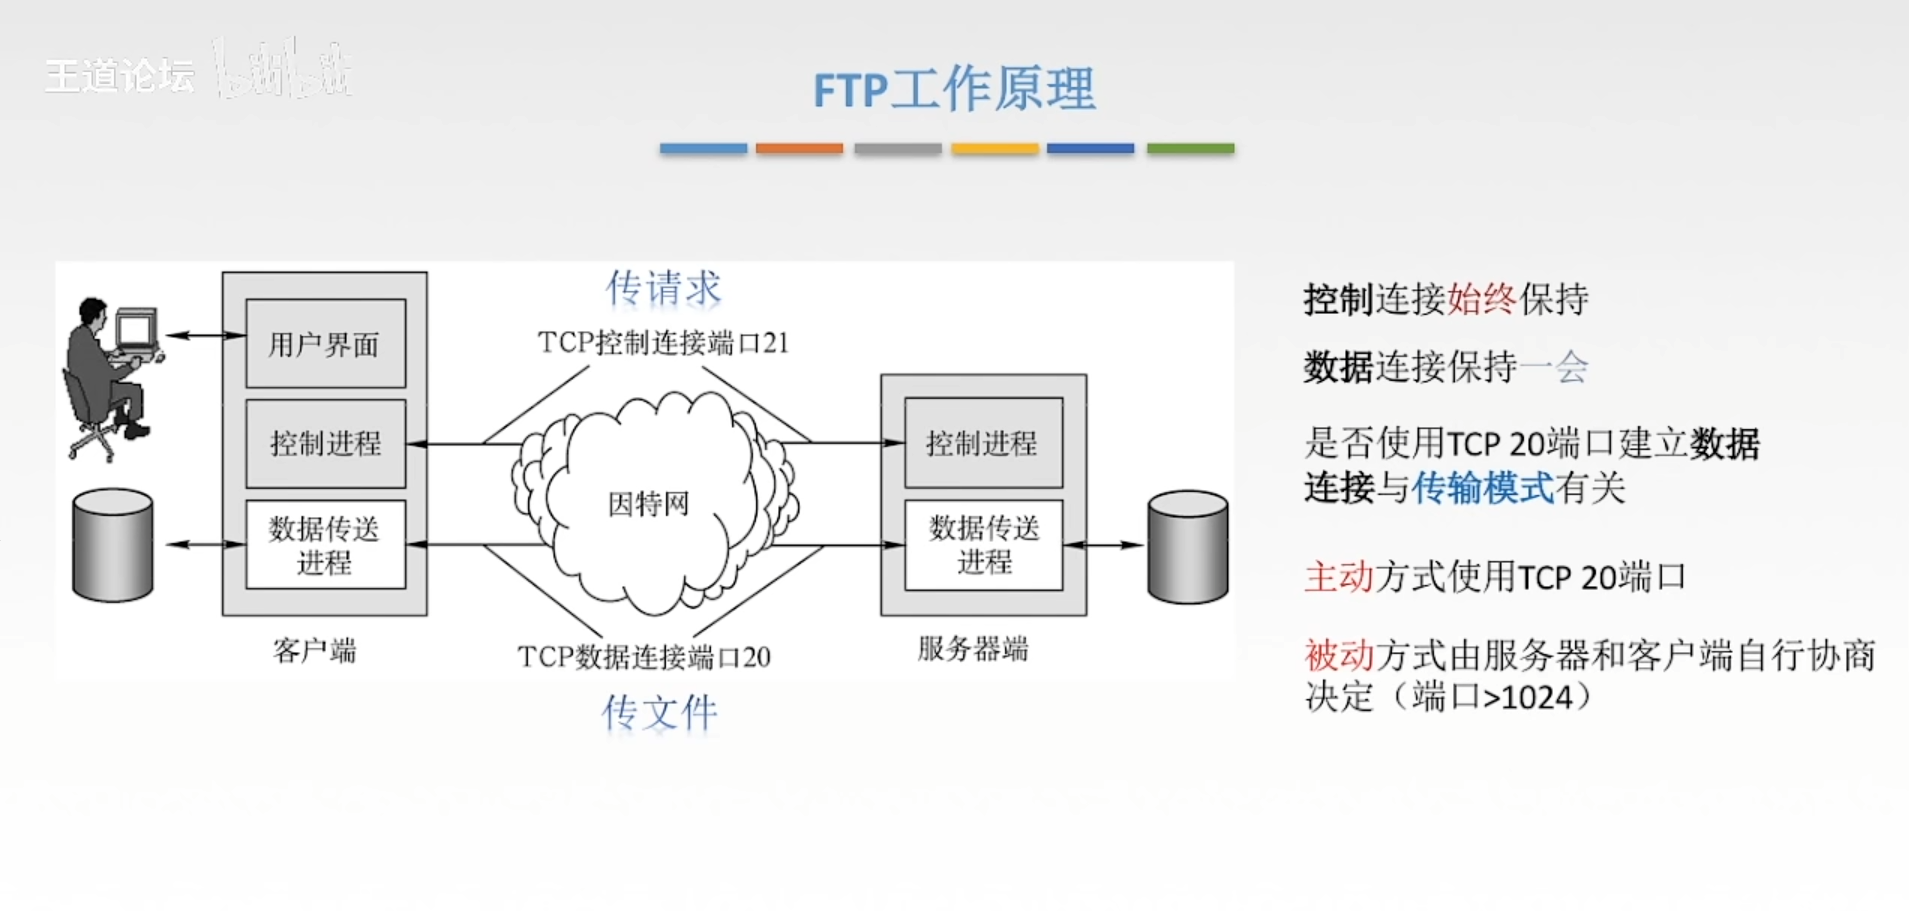 王道论坛 bilibili
FTP工作原理
传请求
TCP控制连接端口21
用户界面
控制进程
数据传送
进程
客户端
因特网
控制进程
数据传送
进程
服务器端
TCP数据连接端口20
传文件
控制连接始终保持
数据连接保持一会
是否使用TCP 20端口建立数据
连接与传输模式有关
主动方式使用TCP 20端口
被动方式由服务器和客户端自行协商
决定（端口>1024）